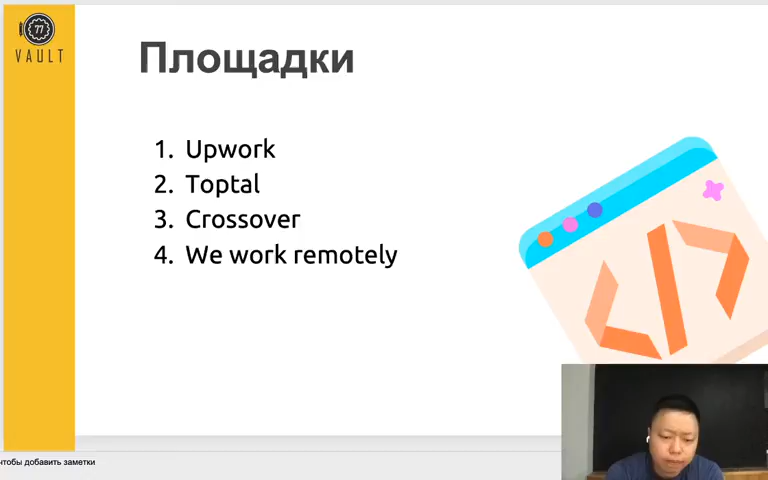 77
VAULT
Площадки
1. Upwork
2. Toptal
3. Crossover
4. We work remotely
чтобы добавить заметки